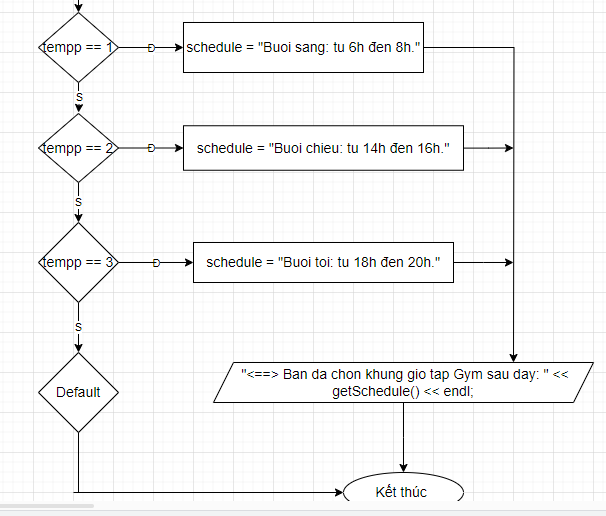 tempp == 1
Đ
schedule = "Buoi sang: tu 6h đen 8h."
S
tempp == 2
Đ
schedule = "Buoi chieu: tu 14h đen 16h."
S
tempp == 3
Đ
schedule = "Buoi toi: tu 18h đen 20h."
S
Default
"<==> Ban da chon khung gio tap Gym sau day: " <<
getSchedule() << endl;
Kết thúc